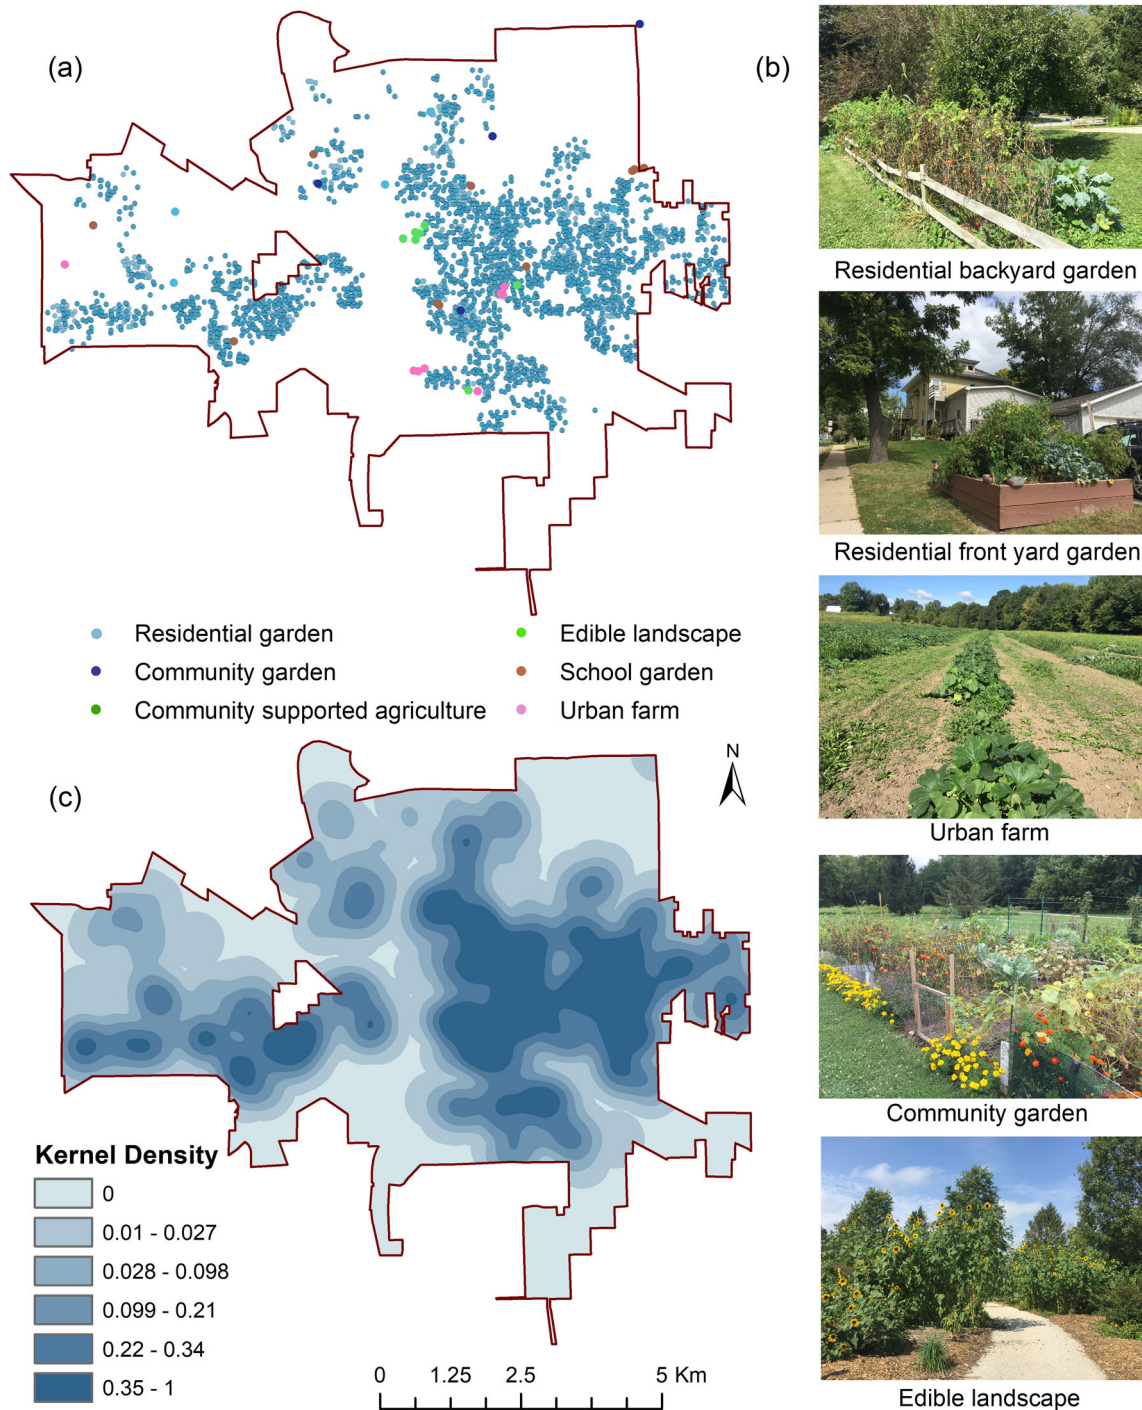 (a)
(b)
Residential backyard garden
Residential front yard garden
Residential garden
Community garden
Community supported agriculture
Edible landscape
School garden
Urban farm
Urban farm
(c)
N
Community garden
Kernel Density
0
0.01 - 0.027
0.028 - 0.098
0.099 - 0.21
0.22 - 0.34
0.35 - 1
0 1.25 2.5 5 Km
Edible landscape